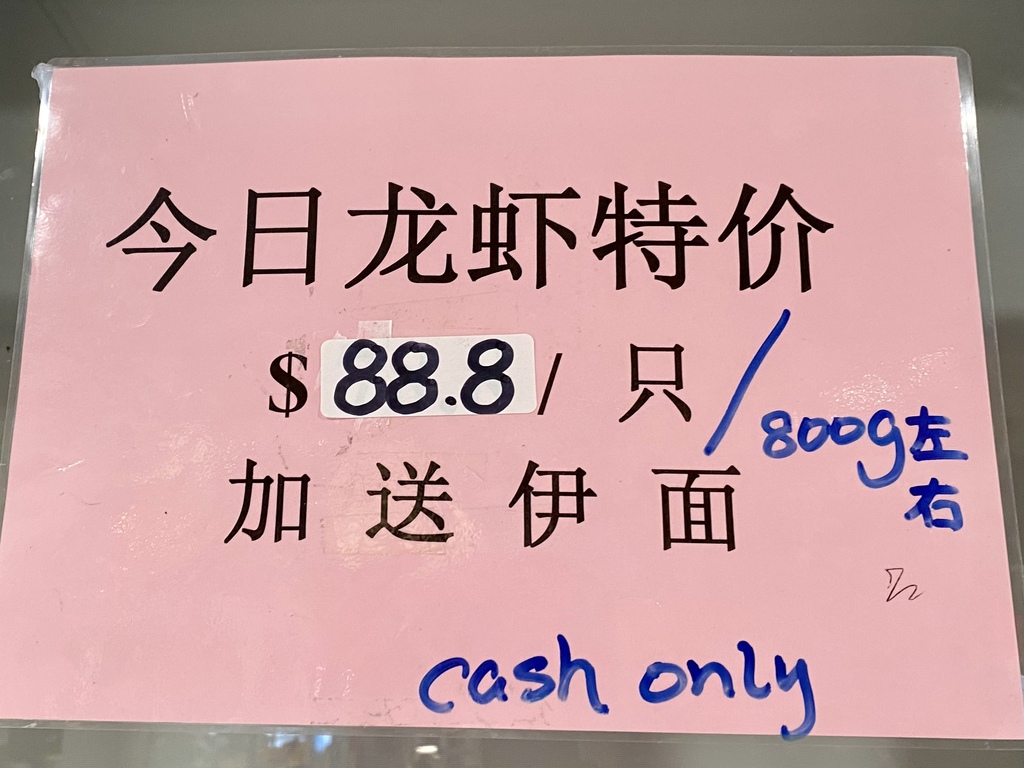 今日龙虾特价
$88.8/只/800g左右
加送伊面
cash only